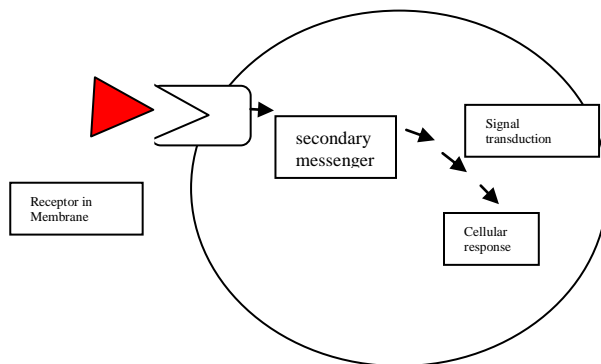 Signal
transduction
secondary
messenger
Receptor in
Membrane
Cellular
response